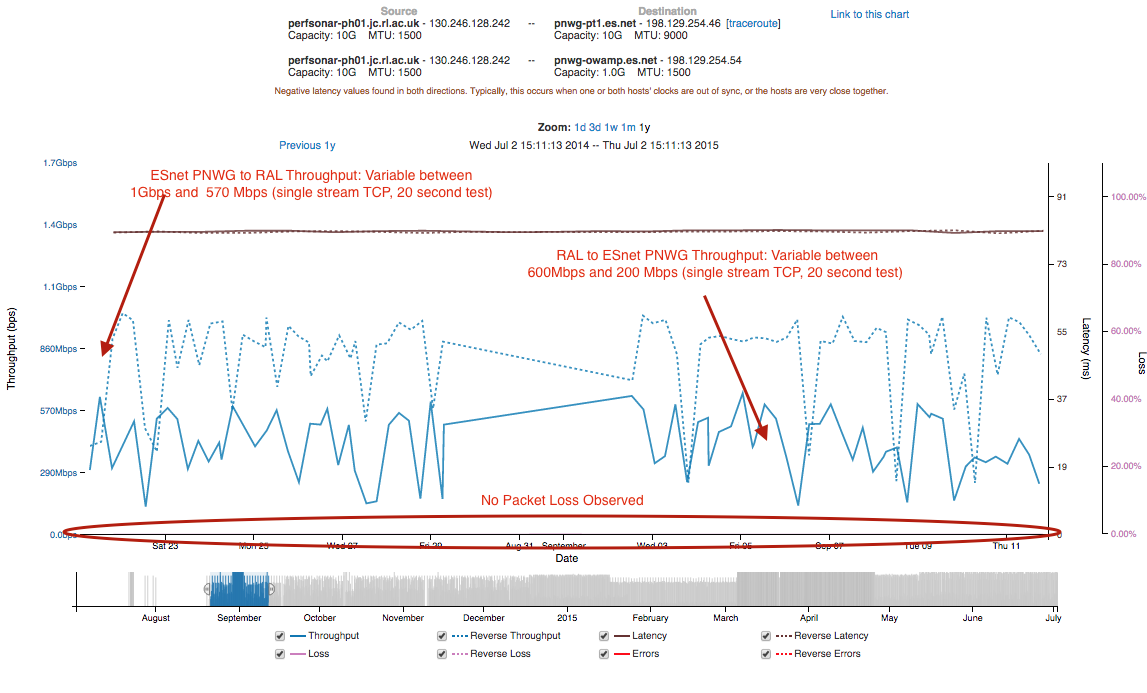 Source Destination
perfsonar-ph01.jc.rl.ac.uk - 130.246.128.242 -- pnwg-pt1.es.net - 198.129.254.46 [traceroute] Link to this chart
Capacity: 10G MTU: 1500 Capacity: 10G MTU: 9000
perfsonar-ph01.jc.rl.ac.uk - 130.246.128.242 -- pnwg-owamp.es.net - 198.129.254.54
Capacity: 10G MTU: 1500 Capacity: 1.0G MTU: 1500
Negative latency values found in both directions. Typically, this occurs when one or both hosts' clocks are out of sync, or the hosts are very close together.
Zoom: 1d 3d 1w 1m 1y
Previous 1y Wed Jul 2 15:11:13 2014 -- Thu Jul 2 15:11:13 2015
1.7Gbps
ESnet PNWG to RAL Throughput: Variable between
1Gbps and 570 Mbps (single stream TCP, 20 second test)
91 100.00%
1.4Gbps
RAL to ESnet PNWG Throughput: Variable between
600Mbps and 200 Mbps (single stream TCP, 20 second test)
73 80.00%
1.1Gbps
55 60.00%
860Mbps
Throughput (bps)
Latency (ms)
Loss
37 40.00%
570Mbps
19 20.00%
290Mbps
No Packet Loss Observed
0.0bps 0 0.00%
Sat 23 Mon 25 Wed 27 Fri 29 Aug 31 September Wed 03 Fri 05 Sep 07 Tue 09 Thu 11
Date
August September October November December 2015 February March April May June July
Throughput Reverse Throughput Latency Reverse Latency
Loss Reverse Loss Errors Reverse Errors